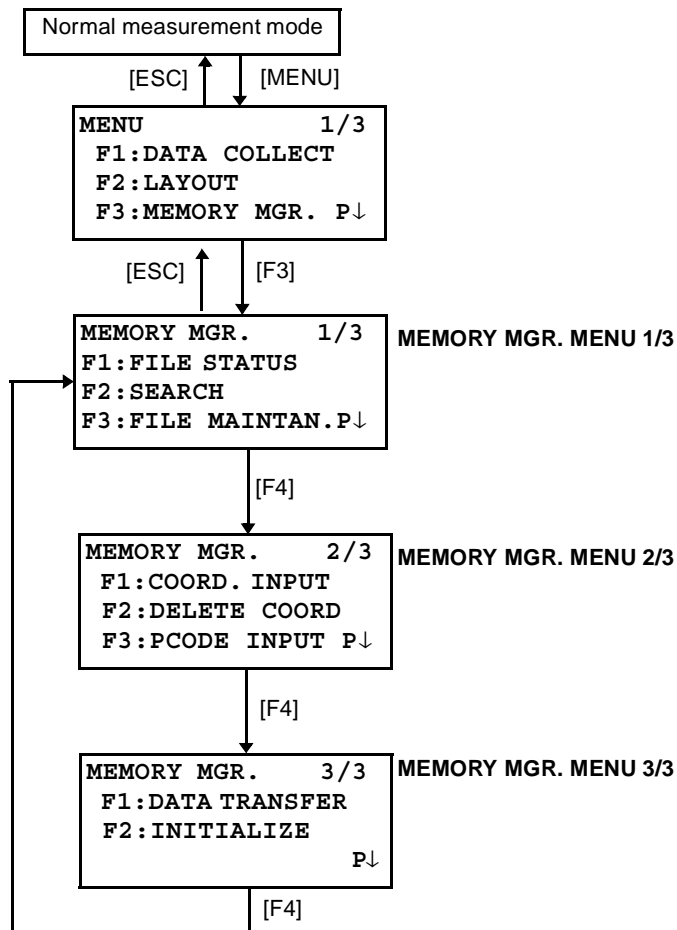 Normal measurement mode
[ESC] [MENU]
MENU 1/3
F1:DATA COLLECT
F2:LAYOUT
F3:MEMORY MGR. P↓
[ESC] [F3]
MEMORY MGR. 1/3 MEMORY MGR. MENU 1/3
F1:FILE STATUS
F2:SEARCH
F3:FILE MAINTAN.P↓
[F4]
MEMORY MGR. 2/3 MEMORY MGR. MENU 2/3
F1:COORD. INPUT
F2:DELETE COORD
F3:PCODE INPUT P↓
[F4]
MEMORY MGR. 3/3 MEMORY MGR. MENU 3/3
F1:DATA TRANSFER
F2:INITIALIZE
P↓
[F4]